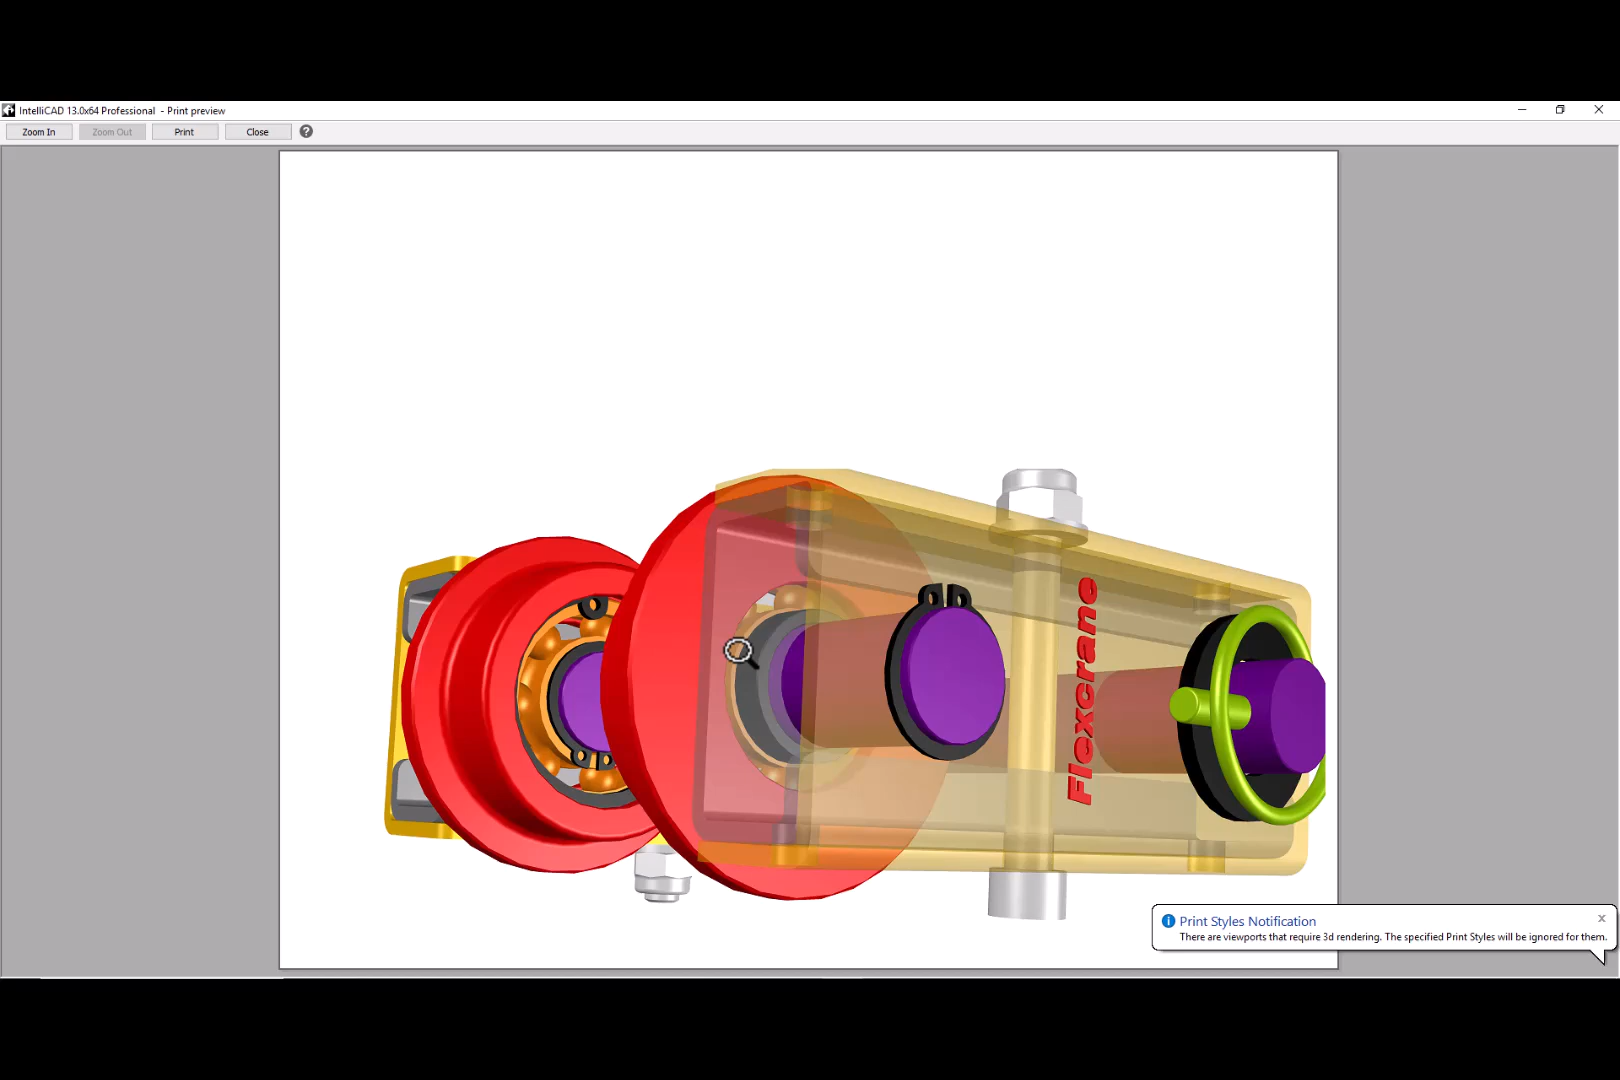 IntelliCAD 13.0x64 Professional - Print preview
Zoom In
Zoom Out
Print
Close
?
Flexcrane
Print Styles Notification
There are viewports that require 3d rendering. The specified Print Styles will be ignored for them.